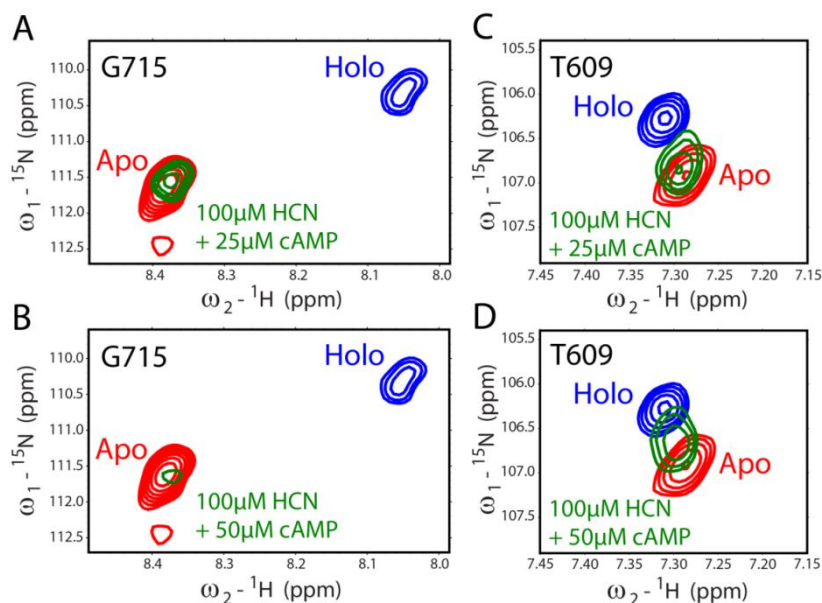 A
G715
Holo
Apo
100μM HCN
+ 25μM cAMP
110.0
110.5
111.0
111.5
112.0
112.5
8.4
8.3
8.2
8.1
8.0
ω1 - 15N (ppm)
ω2 - 1H (ppm)
B
G715
Holo
Apo
100μM HCN
+ 50μM cAMP
110.0
110.5
111.0
111.5
112.0
112.5
8.4
8.3
8.2
8.1
8.0
ω1 - 15N (ppm)
ω2 - 1H (ppm)
C
T609
Holo
Apo
100μM HCN
+ 25μM cAMP
105.5
106.0
106.5
107.0
107.5
7.45
7.40
7.35
7.30
7.25
7.20
7.15
ω1 - 15N (ppm)
ω2 - 1H (ppm)
D
T609
Holo
Apo
100μM HCN
+ 50μM cAMP
105.5
106.0
106.5
107.0
107.5
7.45
7.40
7.35
7.30
7.25
7.20
7.15
ω1 - 15N (ppm)
ω2 - 1H (ppm)